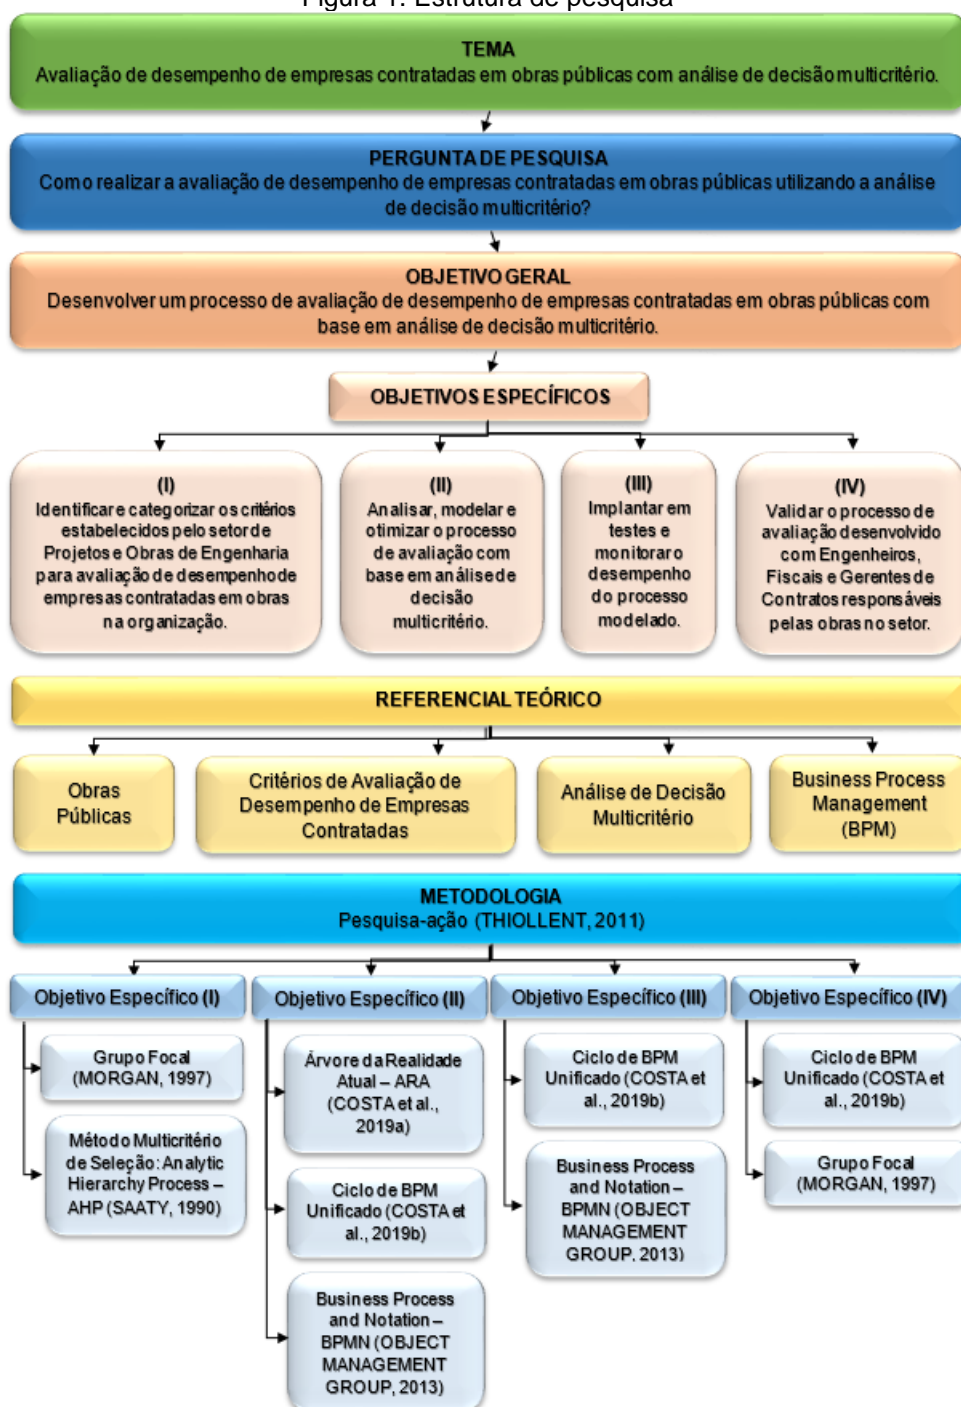 Figura 1: Estrutura de pesquisa
TEMA
Avaliação de desempenho de empresas contratadas em obras públicas com análise de decisão multicritério.
PERGUNTA DE PESQUISA
Como realizar a avaliação de desempenho de empresas contratadas em obras públicas utilizando a análise
de decisão multicritério?
OBJETIVO GERAL
Desenvolver um processo de avaliação de desempenho de empresas contratadas em obras públicas com
base em análise de decisão multicritério.
OBJETIVOS ESPECÍFICOS
(I)
Identificar e categorizar os critérios
estabelecidos pelo setor de
Projetos e Obras de Engenharia
para avaliação de desempenho de
empresas contratadas em obras
na organização.
(II)
Analisar, modelar e
otimizar o processo
de avaliação com
base em análise de
decisão
multicritério.
(III)
Implantar em
testes e
monitorar o
desempenho
do processo
modelado.
(IV)
Validar o processo de
avaliação desenvolvido
com Engenheiros,
Fiscais e Gerentes de
Contratos responsáveis
pelas obras no setor.
REFERENCIAL TEÓRICO
Obras
Públicas
Critérios de Avaliação de
Desempenho de Empresas
Contratadas
Análise de Decisão
Multicritério
Business Process
Management
(BPM)
METODOLOGIA
Pesquisa-ação (THIOLLENT, 2011)
Objetivo Específico (I)
Grupo Focal
(MORGAN, 1997)
Método Multicritério
de Seleção: Analytic
Hierarchy Process –
AHP (SAATY, 1990)
Objetivo Específico (II)
Árvore da Realidade
Atual – ARA
(COSTA et al.,
2019a)
Ciclo de BPM
Unificado (COSTA et
al., 2019b)
Business Process
and Notation –
BPMN (OBJECT
MANAGEMENT
GROUP, 2013)
Objetivo Específico (III)
Ciclo de BPM
Unificado (COSTA et
al., 2019b)
Business Process
and Notation –
BPMN (OBJECT
MANAGEMENT
GROUP, 2013)
Objetivo Específico (IV)
Ciclo de BPM
Unificado (COSTA et
al., 2019b)
Grupo Focal
(MORGAN, 1997)